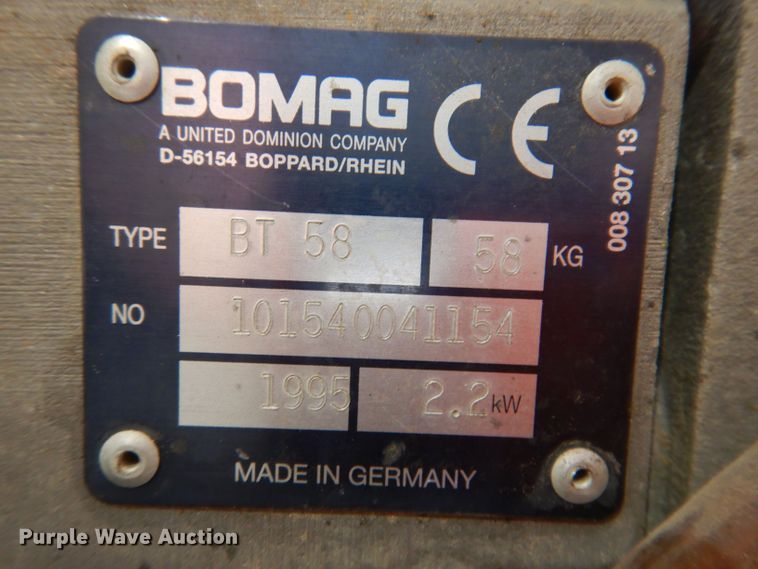 BOMAG
A UNITED DOMINION COMPANY
D-56154 BOPPARD/RHEIN
CE
008 307 13
TYPE BT 58 58 KG
NO 101540041154
1995 2.2 kW
MADE IN GERMANY
Purple Wave Auction